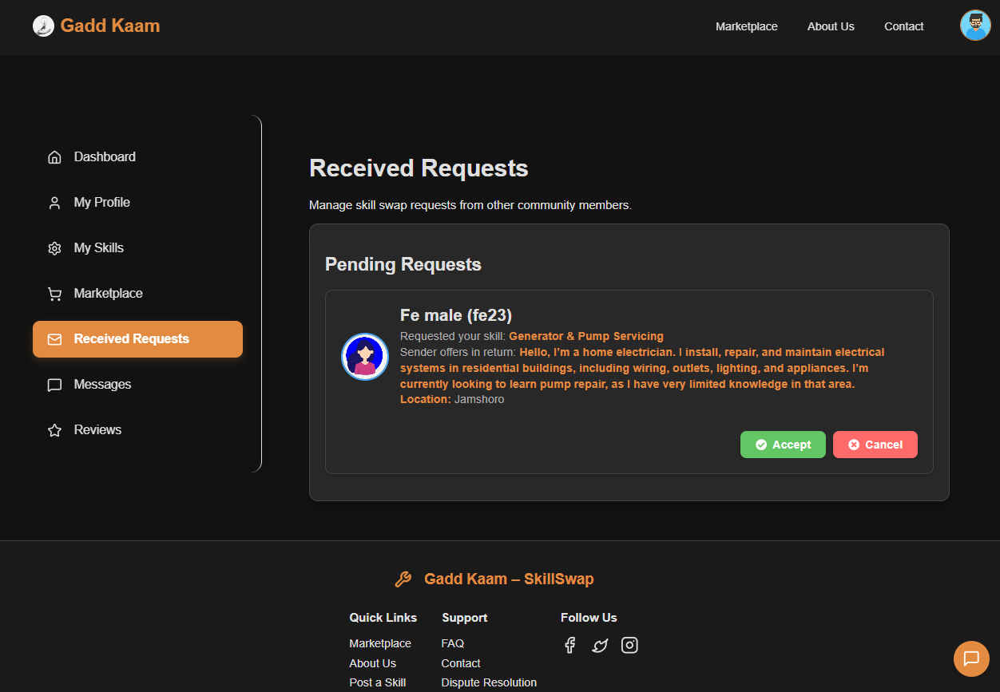 Gadd Kaam
Marketplace
About Us
Contact
Dashboard
My Profile
My Skills
Marketplace
Received Requests
Messages
Reviews
Received Requests
Manage skill swap requests from other community members.
Pending Requests
Fe male (fe23)
Requested your skill: Generator & Pump Servicing
Sender offers in return: Hello, I’m a home electrician. I install, repair, and maintain electrical
systems in residential buildings, including wiring, outlets, lighting, and appliances. I’m
currently looking to learn pump repair, as I have very limited knowledge in that area.
Location: Jamshoro
Accept
Cancel
Gadd Kaam – SkillSwap
Quick Links
Marketplace
About Us
Post a Skill
Support
FAQ
Contact
Dispute Resolution
Follow Us